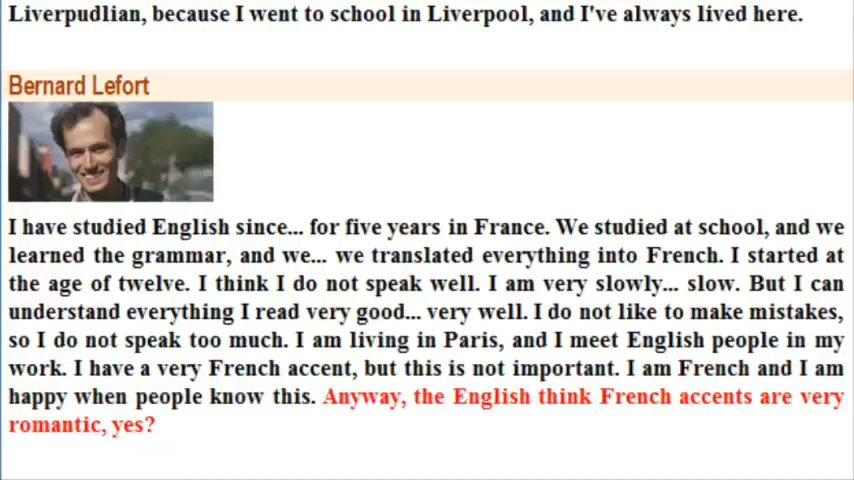 Liverpudlian, because I went to school in Liverpool, and I've always lived here.
Bernard Lefort
I have studied English since... for five years in France. We studied at school, and we
learned the grammar, and we... we translated everything into French. I started at
the age of twelve. I think I do not speak well. I am very slowly... slow. But I can
understand everything I read very good... very well. I do not like to make mistakes,
so I do not speak too much. I am living in Paris, and I meet English people in my
work. I have a very French accent, but this is not important. I am French and I am
happy when people know this. Anyway, the English think French accents are very
romantic, yes?